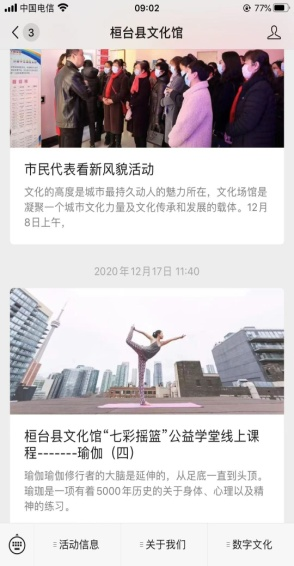 中国电信
09:02
77%
3
桓台县文化馆
市民代表看新风貌活动
文化的高度是城市最持久动人的魅力所在，文化场馆是
凝聚一个城市文化力量及文化传承和发展的载体。12月
8日上午，
2020年12月17日 11:40
桓台县文化馆“七彩摇篮”公益学堂线上课
程-------瑜伽（四）
瑜伽瑜伽修行者的大脑是延伸的，从足底一直到头顶。
瑜珈是一项有着5000年历史的关于身体、心理以及精
神的练习。
活动信息
关于我们
数字文化